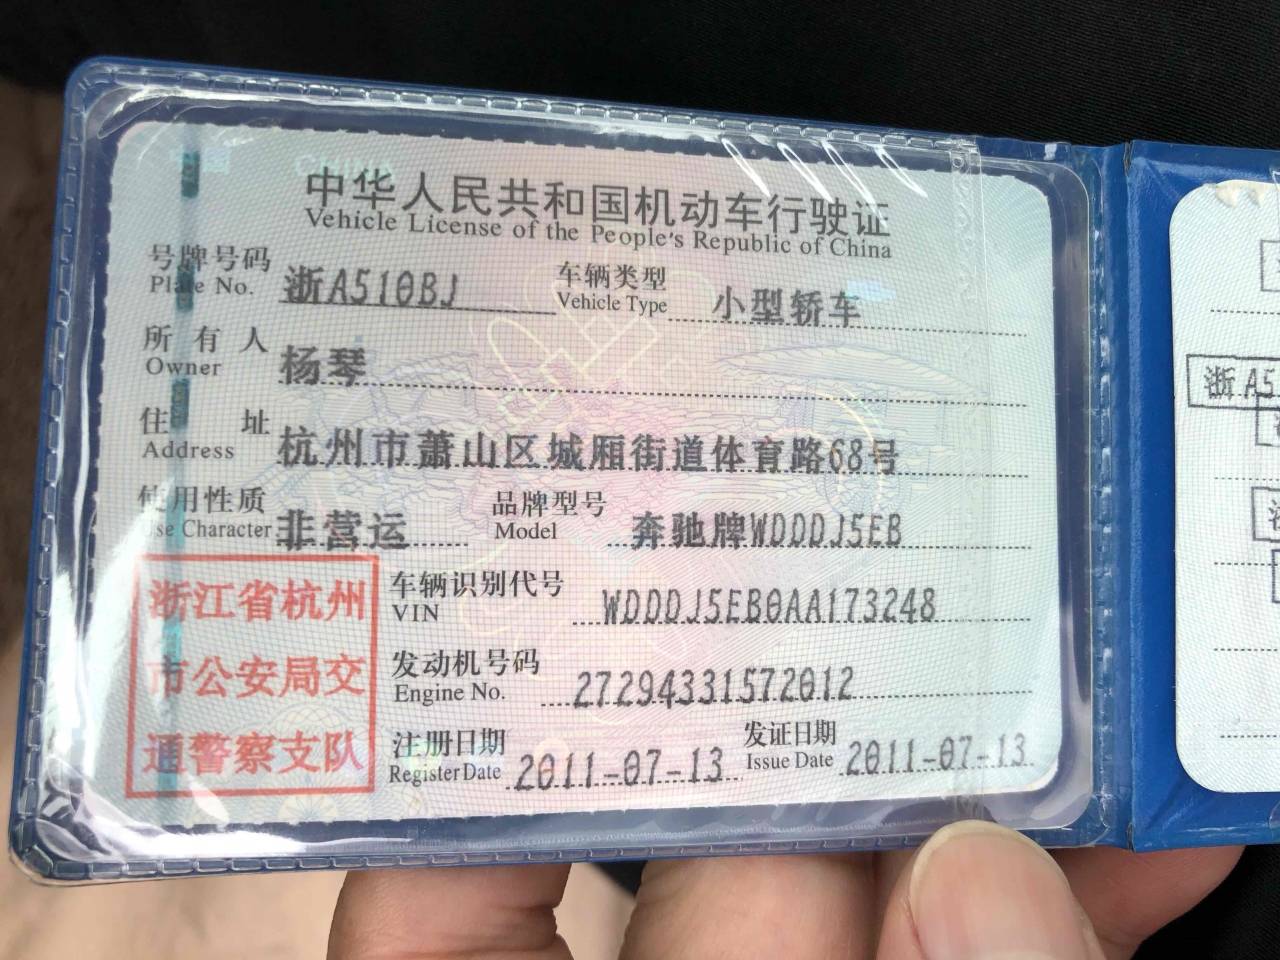 CHINA
中华人民共和国机动车行驶证
Vehicle License of the People's Republic of China
号牌号码 浙A510BJ 车辆类型 小型轿车
Plate No. Vehicle Type
所有人 杨琴
Owner
住址 杭州市萧山区城厢街道体育路68号
Address
使用性质 非营运 品牌型号 奔驰牌WDDDJ5EB
Use Character Model
浙江省杭州
市公安局交
通警察支队
车辆识别代号 WDDDJ5EB0AA173248
VIN
发动机号码 27294331572012
Engine No.
注册日期 2011-07-13 发证日期 2011-07-13
Register Date Issue Date
浙A5